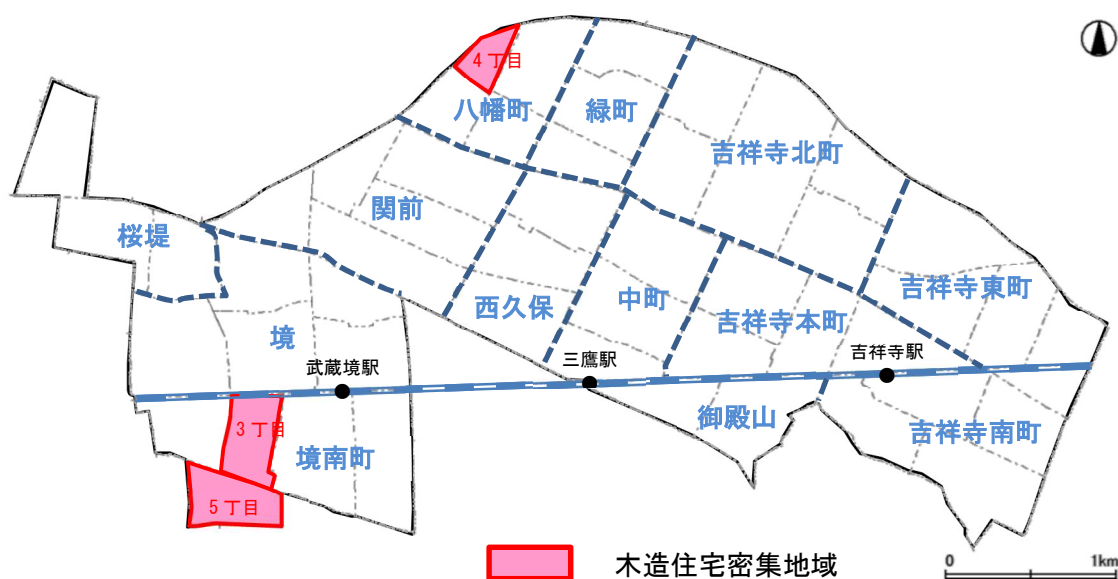 4丁目
八幡町
緑町
吉祥寺北町
関前
桜堤
吉祥寺東町
西久保
中町
吉祥寺本町
境
武蔵境駅
三鷹駅
吉祥寺駅
御殿山
吉祥寺南町
3丁目
境南町
5丁目
木造住宅密集地域
0 1km